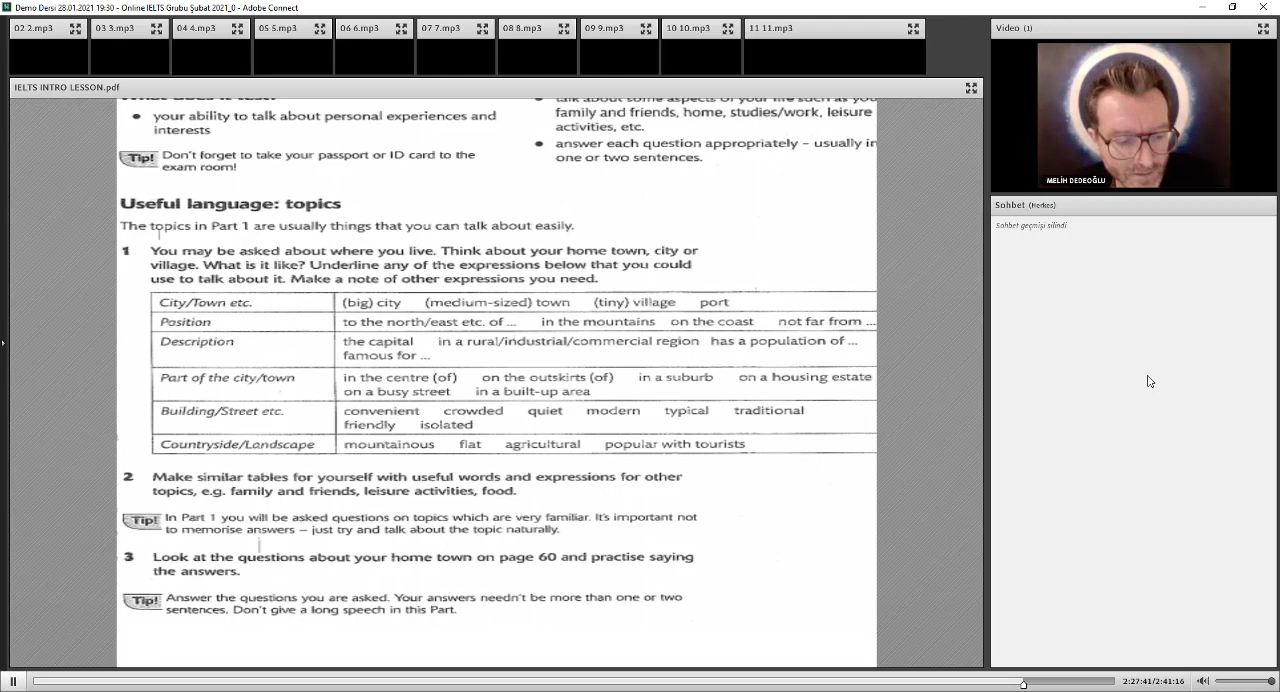 Demo Dersi 28.01.2021 19:30 - Online IELTS Grubu Şubat 2021_0 - Adobe Connect
02 2.mp3 03 3.mp3 04 4.mp3 05 5.mp3 06 6.mp3 07 7.mp3 08 8.mp3 09 9.mp3 10 10.mp3 11 11.mp3
Video (1)
MELİH DEDEOĞLU
Sohbet (Herkes)
Sohbet geçmişi silindi
IELTS INTRO LESSON.pdf
• your ability to talk about personal experiences and
interests
Tip! Don't forget to take your passport or ID card to the
exam room!
• talk about some aspects of your life such as you
family and friends, home, studies/work, leisure
activities, etc.
• answer each question appropriately – usually in
one or two sentences.
Useful language: topics
The topics in Part 1 are usually things that you can talk about easily.
1 You may be asked about where you live. Think about your home town, city or
village. What is it like? Underline any of the expressions below that you could
use to talk about it. Make a note of other expressions you need.
City/Town etc. (big) city (medium-sized) town (tiny) village port
Position to the north/east etc. of ... in the mountains on the coast not far from ...
Description the capital in a rural/industrial/commercial region has a population of ...
famous for ...
Part of the city/town in the centre (of) on the outskirts (of) in a suburb on a housing estate
on a busy street in a built-up area
Building/Street etc. convenient crowded quiet modern typical traditional
friendly isolated
Countryside/Landscape mountainous flat agricultural popular with tourists
2 Make similar tables for yourself with useful words and expressions for other
topics, e.g. family and friends, leisure activities, food.
Tip! In Part 1 you will be asked questions on topics which are very familiar. It's important not
to memorise answers – just try and talk about the topic naturally.
3 Look at the questions about your home town on page 60 and practise saying
the answers.
Tip! Answer the questions you are asked. Your answers needn't be more than one or two
sentences. Don't give a long speech in this Part.
2:27:41/2:41:16